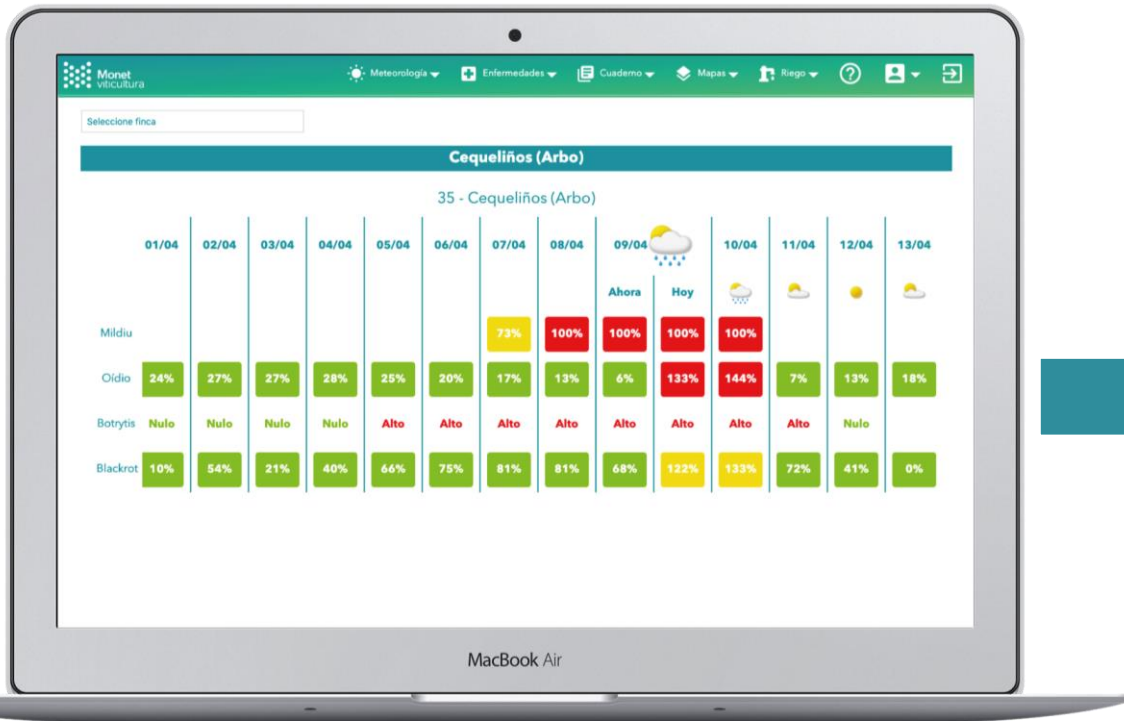 Monet
viticultura
Meteorología
Enfermedades
Cuaderno
Mapas
Riego
Seleccione finca
Cequeliños (Arbo)
35 - Cequeliños (Arbo)
01/04 02/04 03/04 04/04 05/04 06/04 07/04 08/04 09/04 10/04 11/04 12/04 13/04
Ahora Hoy
Mildiu 73% 100% 100% 100% 100%
Oídio 24% 27% 27% 28% 25% 20% 17% 13% 6% 133% 144% 7% 13% 18%
Botrytis Nulo Nulo Nulo Nulo Alto Alto Alto Alto Alto Alto Alto Alto Nulo
Blackrot 10% 54% 21% 40% 66% 75% 81% 81% 68% 122% 133% 72% 41% 0%
MacBook Air